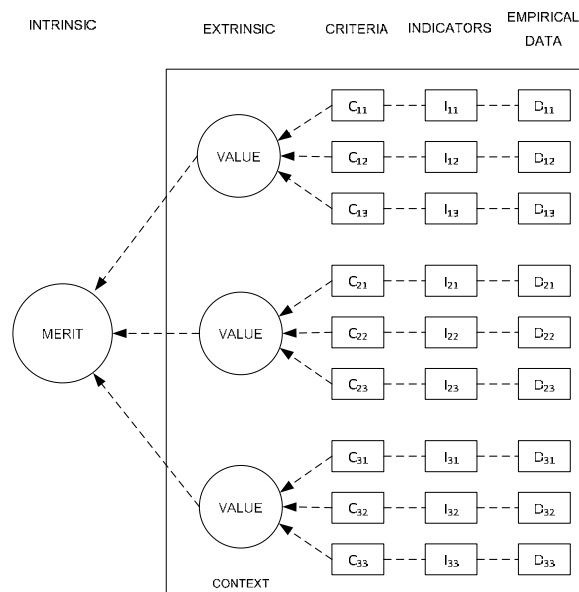 INTRINSIC EXTRINSIC CRITERIA INDICATORS EMPIRICAL
DATA
C₁₁ I₁₁ D₁₁
VALUE C₁₂ I₁₂ D₁₂
C₁₃ I₁₃ D₁₃
C₂₁ I₂₁ D₂₁
MERIT VALUE C₂₂ I₂₂ D₂₂
C₂₃ I₂₃ D₂₃
C₃₁ I₃₁ D₃₁
VALUE C₃₂ I₃₂ D₃₂
C₃₃ I₃₃ D₃₃
CONTEXT